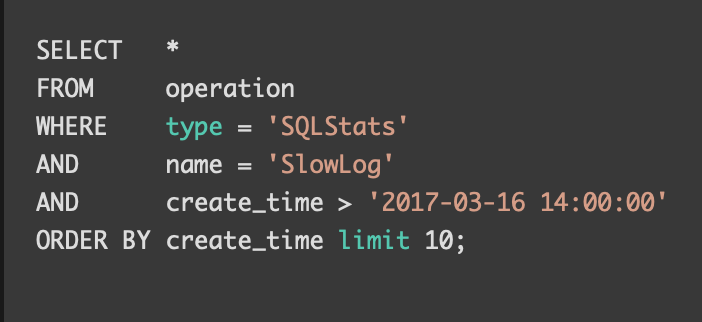 SELECT   *
FROM     operation
WHERE    type = 'SQLStats'
AND      name = 'SlowLog'
AND      create_time > '2017-03-16 14:00:00'
ORDER BY create_time limit 10;